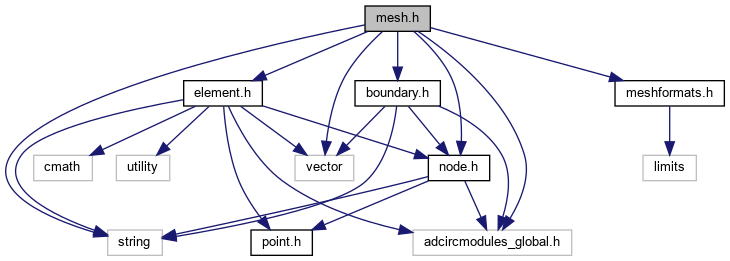 mesh.h
element.h
boundary.h
meshformats.h
cmath
utility
vector
node.h
limits
string
point.h
adcircmodules_global.h